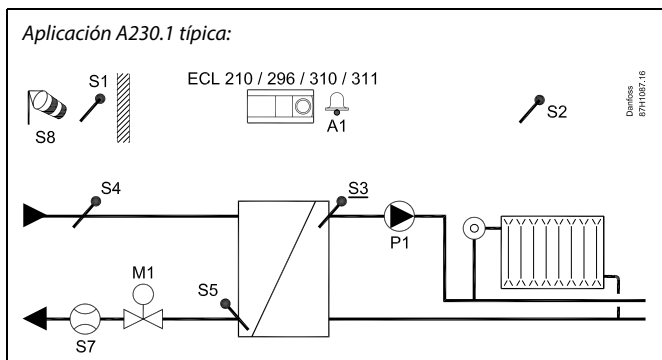 Aplicación A230.1 típica:
ECL 210 / 296 / 310 / 311
S1
S8
A1
S2
Danfoss
87H1087.16
S4
S3
P1
M1
S5
S7